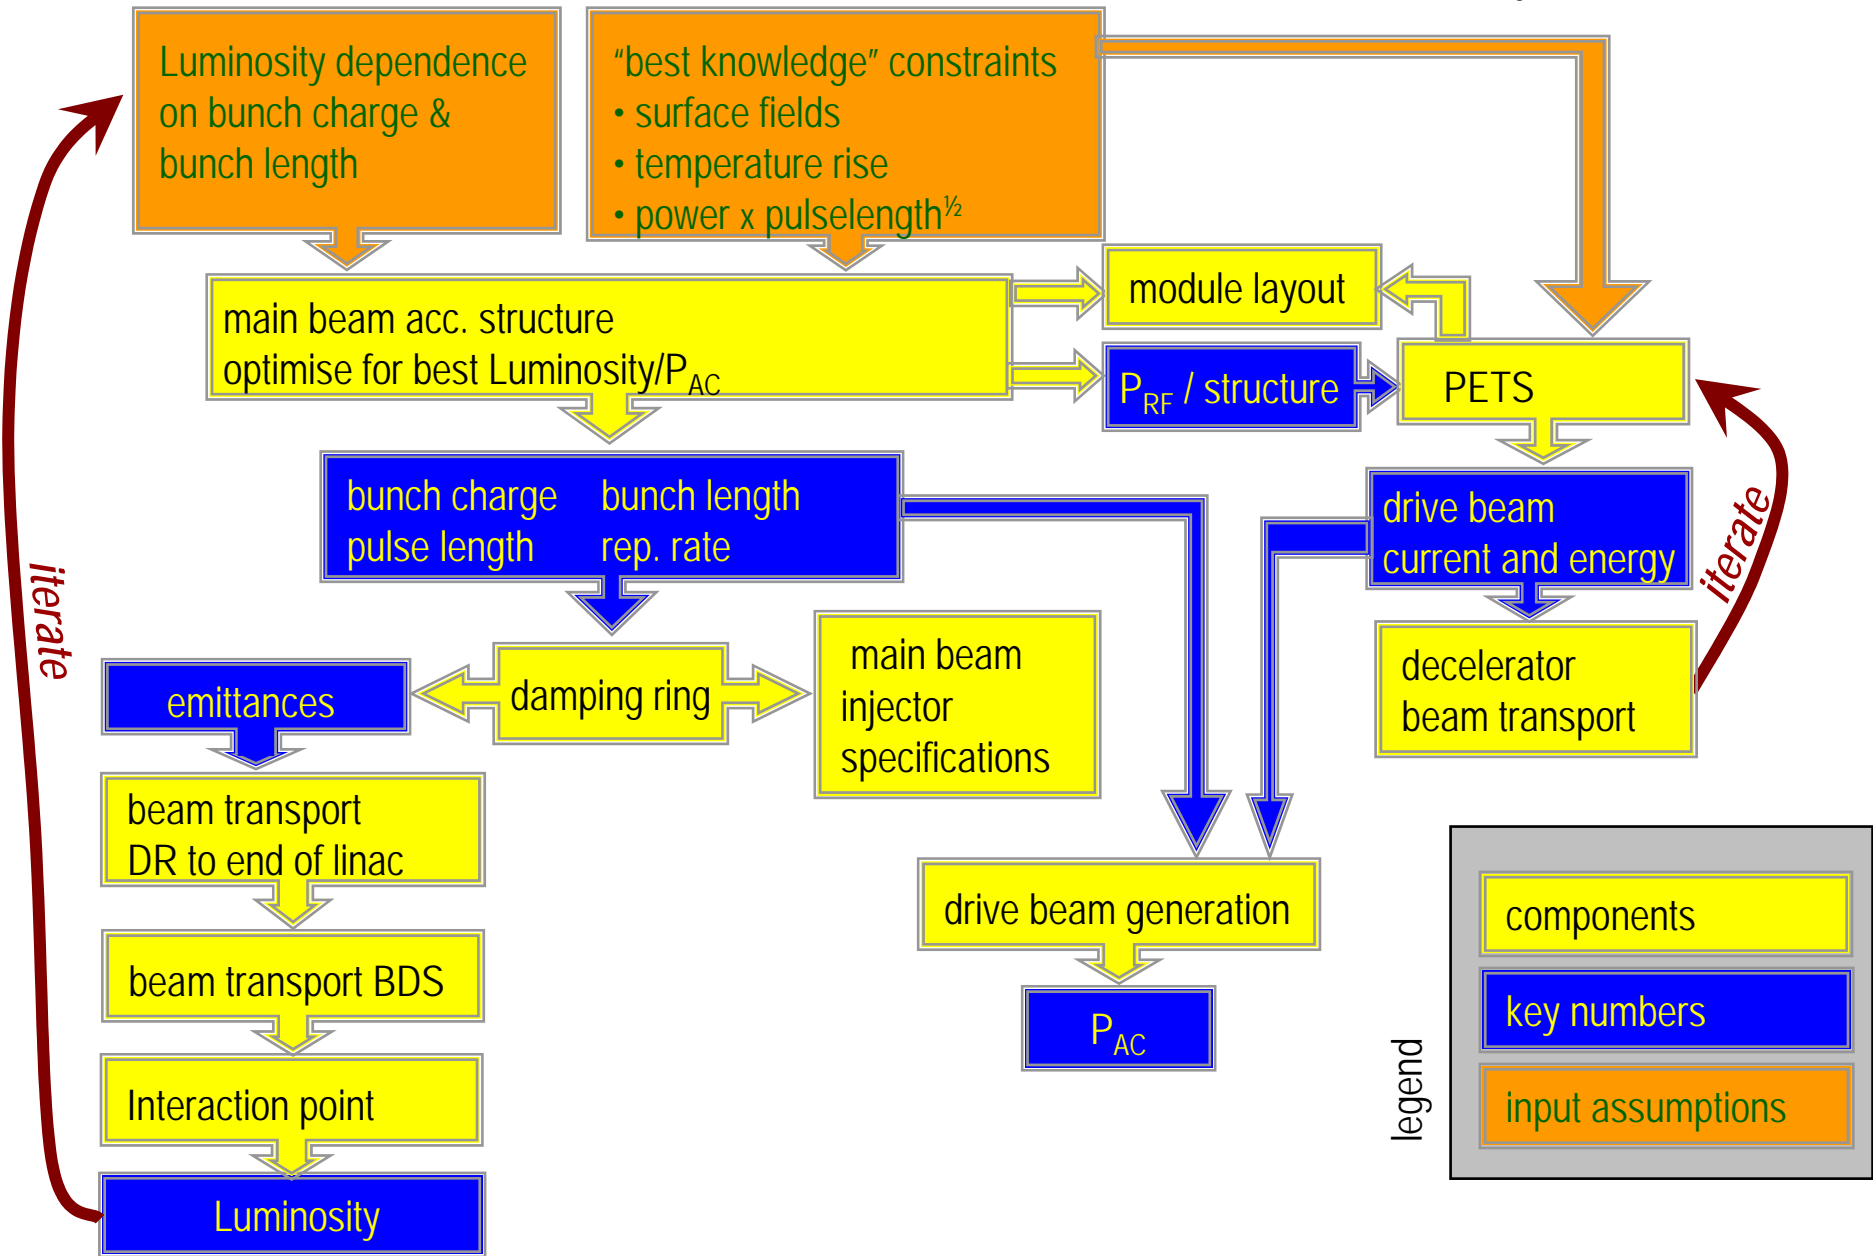 Luminosity dependence
on bunch charge &
bunch length
“best knowledge” constraints
• surface fields
• temperature rise
• power x pulselength½
main beam acc. structure
optimise for best Luminosity/PAC
module layout
PRF / structure
PETS
bunch charge bunch length
pulse length rep. rate
drive beam
current and energy
iterate
iterate
emittances
damping ring
main beam
injector
specifications
decelerator
beam transport
beam transport
DR to end of linac
drive beam generation
beam transport BDS
PAC
Interaction point
Luminosity
legend
components
key numbers
input assumptions